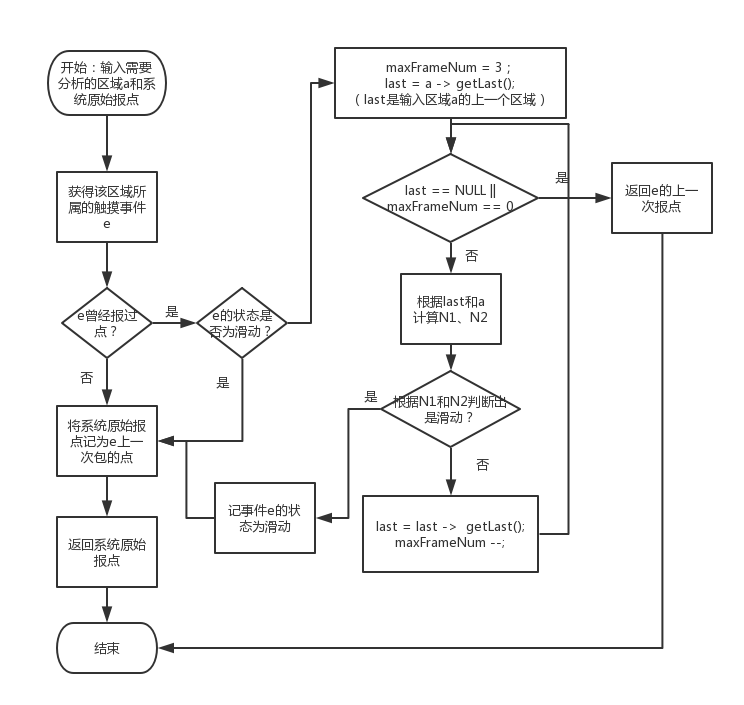 开始：输入需要
分析的区域a和系
统原始报点
获得该区域所
属的触摸事件
e
e曾经报过
点？
是
否
e的状态是
否为滑动？
是
将系统原始报
点记为e上一
次包的点
返回系统原始
报点
结束
maxFrameNum = 3 ;
last = a -> getLast();
（ last是输入区域a的上一个区域 ）
last == NULL ||
maxFrameNum == 0
是
返回e的上一
次报点
否
根据last和a
计算N1、N2
根据N1和N2判断出
是滑动？
是
否
记事件e的状
态为滑动
last = last -> getLast();
maxFrameNum --;